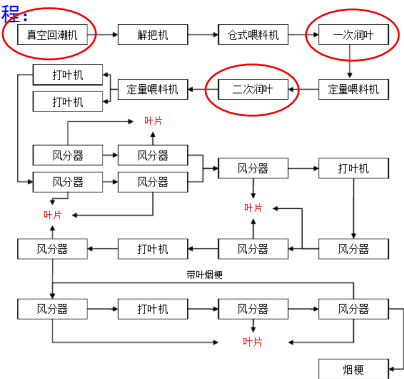 程：
真空回潮机 解把机 仓式喂料机 一次润叶
打叶机 定量喂料机 二次润叶 定量喂料机
打叶机
叶片
风分器 风分器 风分器 打叶机
风分器 风分器
叶片 叶片
风分器 打叶机 风分器 风分器
带叶烟梗
风分器 打叶机 风分器 风分器
叶片
烟梗